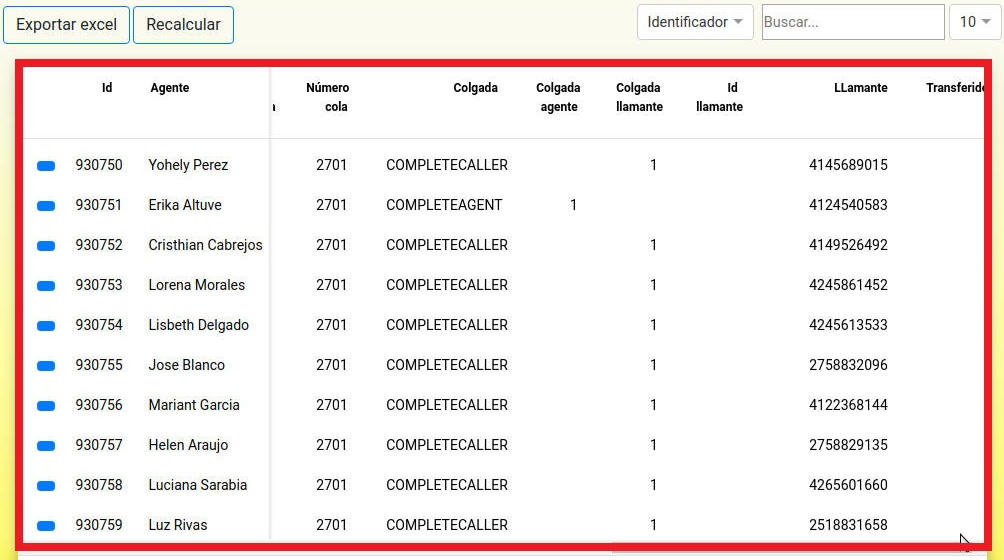 Exportar excel Recalcular Identificador Buscar... 10
Id Agente Número Colgada Colgada Colgada Id LLamante Transferido
cola agente llamante llamante
930750 Yohely Perez 2701 COMPLETECALLER 1 4145689015
930751 Erika Altuve 2701 COMPLETEAGENT 1 4124540583
930752 Cristhian Cabrejos 2701 COMPLETECALLER 1 4149526492
930753 Lorena Morales 2701 COMPLETECALLER 1 4245861452
930754 Lisbeth Delgado 2701 COMPLETECALLER 1 4245613533
930755 Jose Blanco 2701 COMPLETECALLER 1 2758832096
930756 Mariant Garcia 2701 COMPLETECALLER 1 4122368144
930757 Helen Araujo 2701 COMPLETECALLER 1 2758829135
930758 Luciana Sarabia 2701 COMPLETECALLER 1 4265601660
930759 Luz Rivas 2701 COMPLETECALLER 1 2518831658